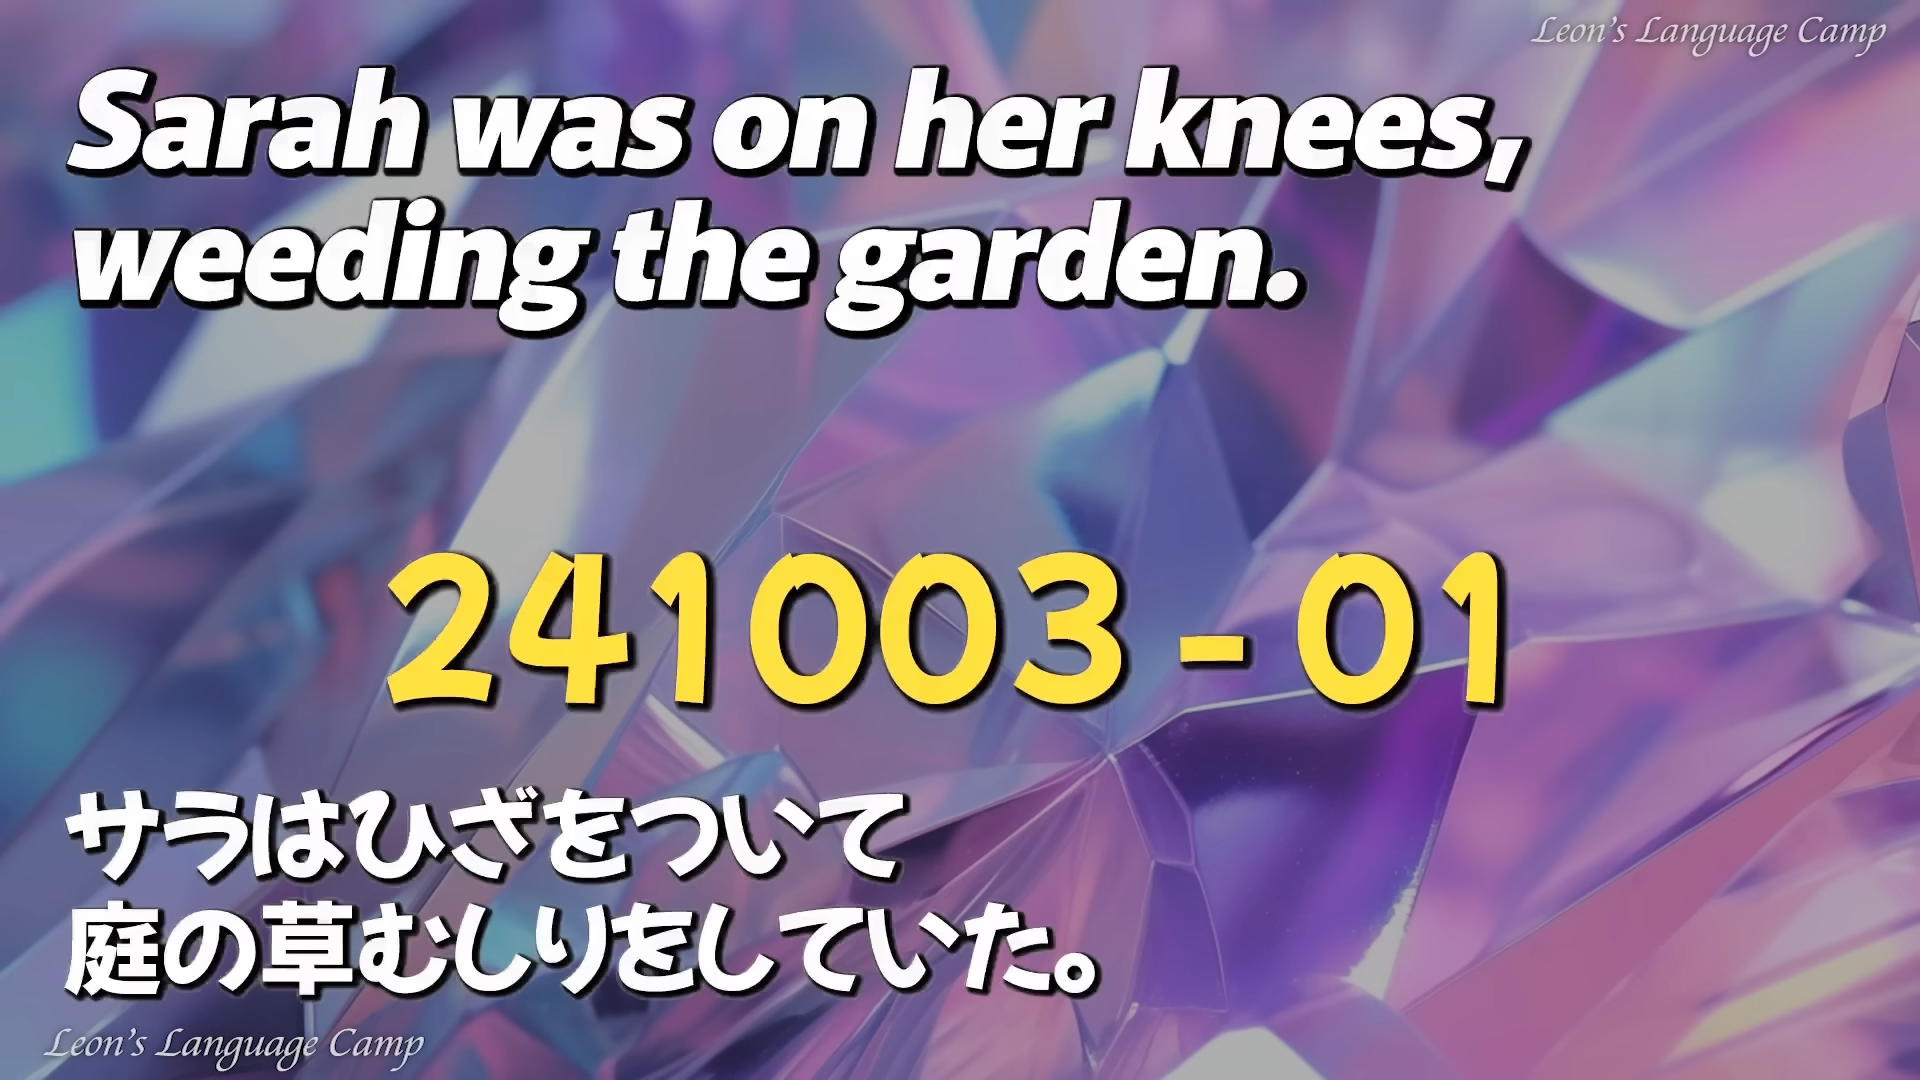 Leon's Language Camp
Sarah was on her knees,
weeding the garden.
241003-01
サラはひざをついて
庭の草むしりをしていた。
Leon's Language Camp